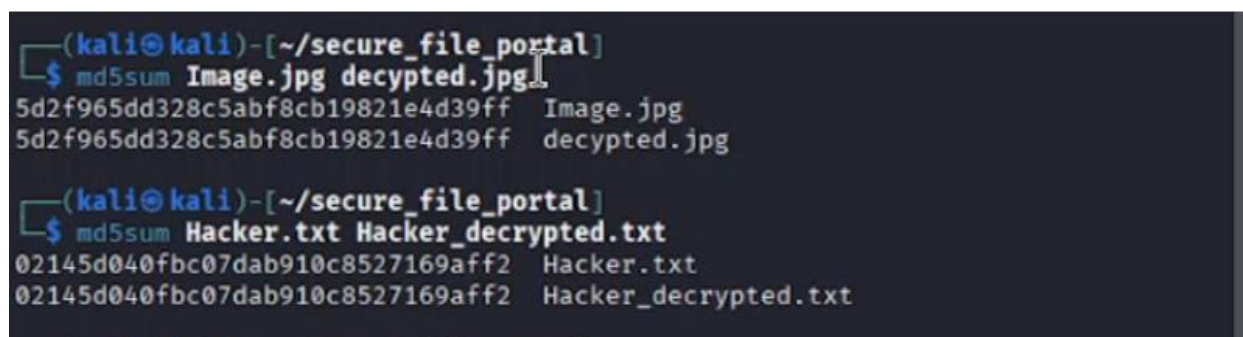 ┌──(kali㉿kali)-[~/secure_file_portal]
└─$ md5sum Image.jpg decypted.jpg
5d2f965dd328c5abf8cb19821e4d39ff  Image.jpg
5d2f965dd328c5abf8cb19821e4d39ff  decypted.jpg
┌──(kali㉿kali)-[~/secure_file_portal]
└─$ md5sum Hacker.txt Hacker_decrypted.txt
02145d040fbc07dab910c8527169aff2  Hacker.txt
02145d040fbc07dab910c8527169aff2  Hacker_decrypted.txt